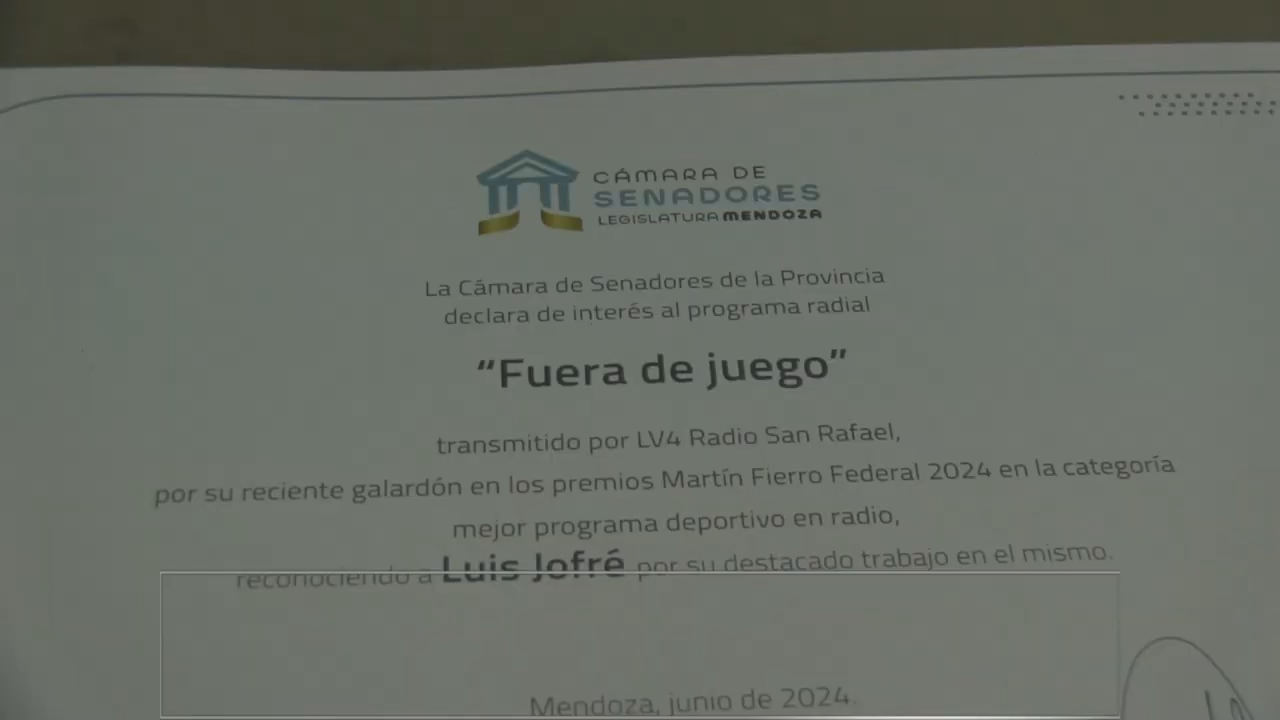 CÁMARA DE
SENADORES
LEGISLATURA MENDOZA
La Cámara de Senadores de la Provincia
declara de interés al programa radial
“Fuera de juego”
transmitido por LV4 Radio San Rafael,
por su reciente galardón en los premios Martín Fierro Federal 2024 en la categoría
mejor programa deportivo en radio,
reconociendo a Luis Jofré por su destacado trabajo en el mismo.
Mendoza, junio de 2024.